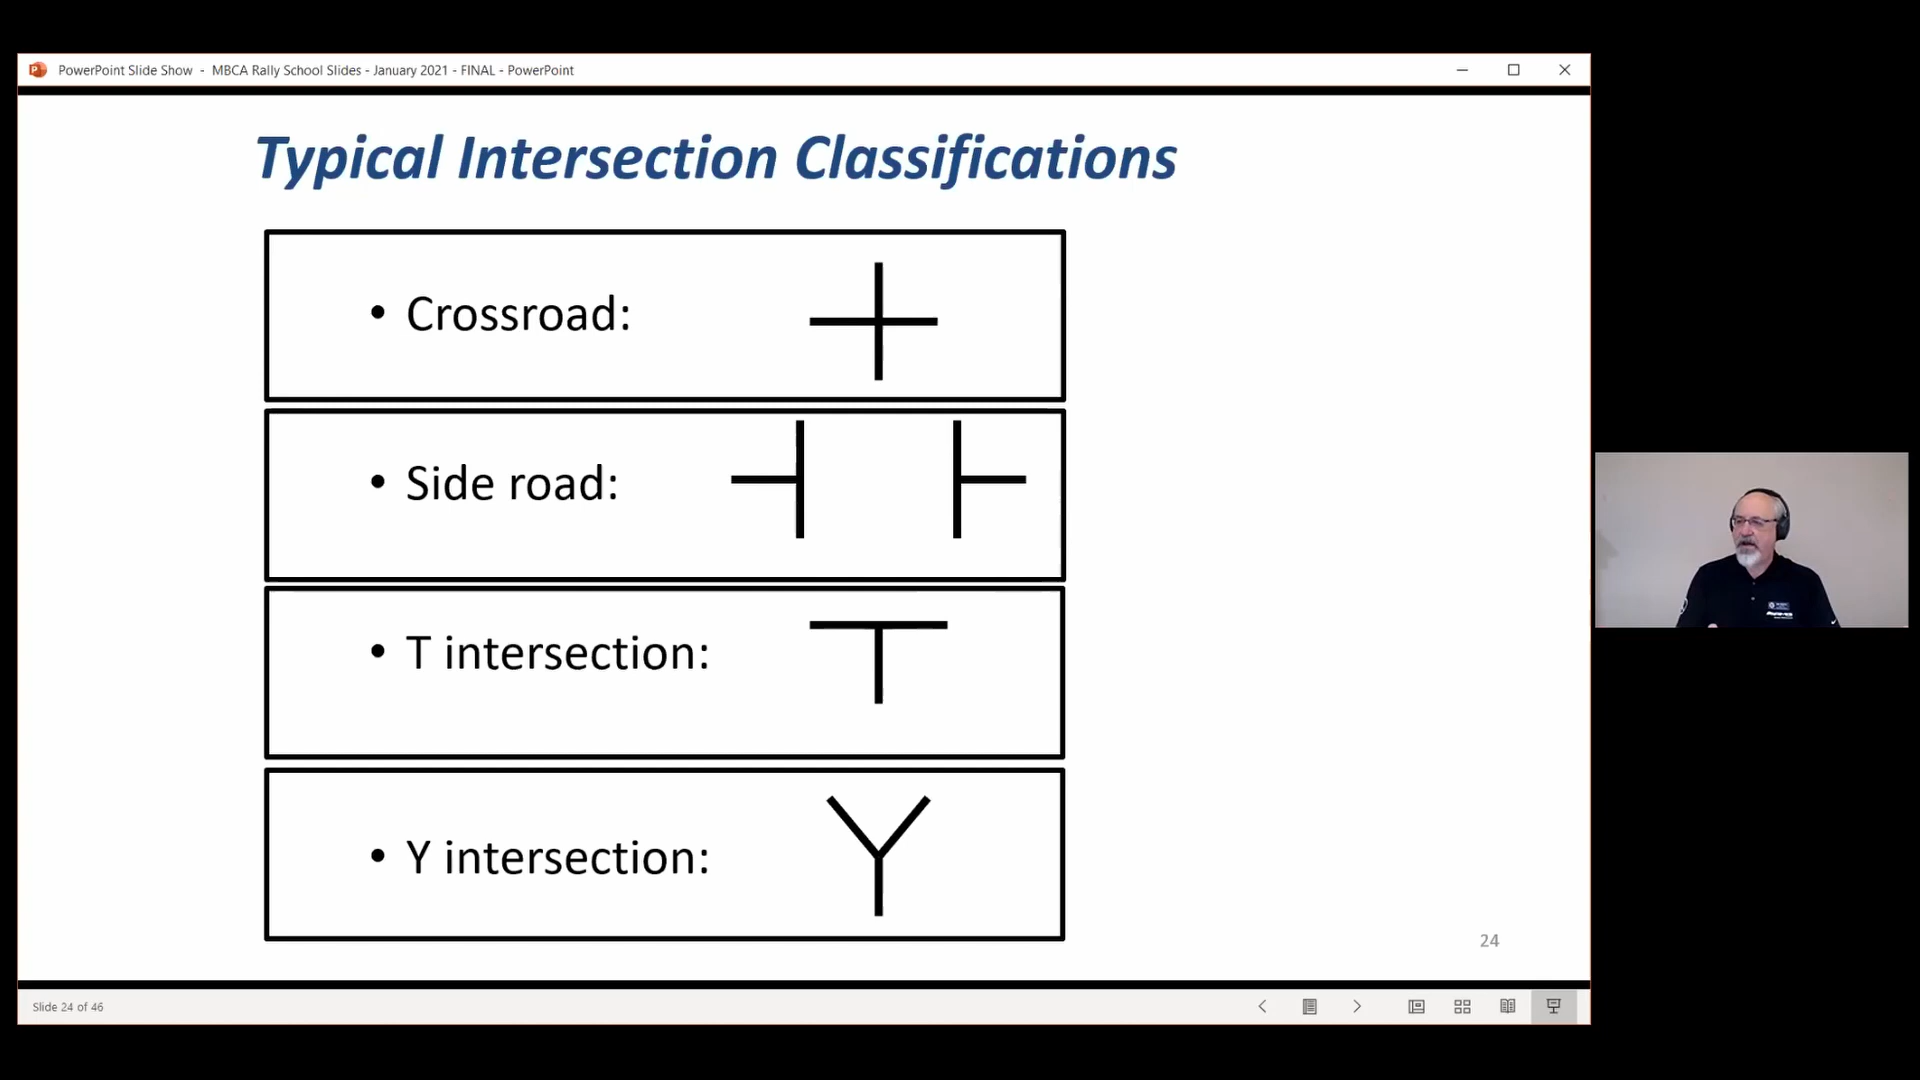 PowerPoint Slide Show - MBCA Rally School Slides - January 2021 - FINAL - PowerPoint
Typical Intersection Classifications
• Crossroad:
• Side road:
• T intersection:
• Y intersection:
24
Slide 24 of 46